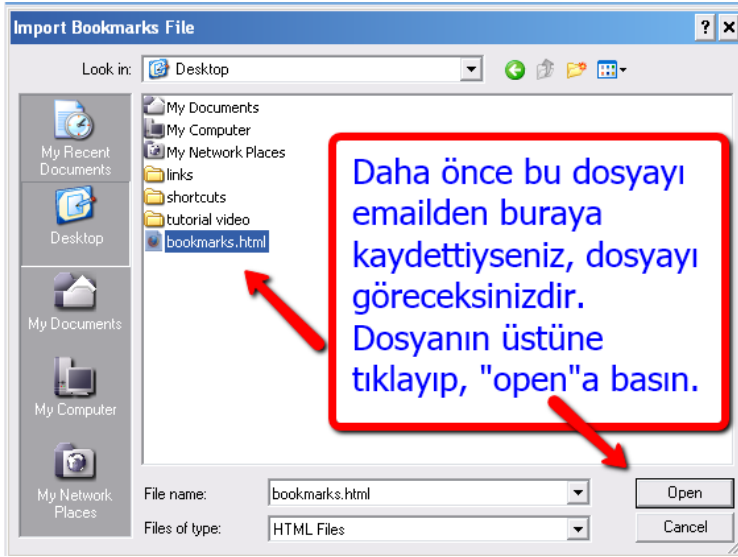 Import Bookmarks File
Look in:
Desktop
My Recent
Documents
Desktop
My Documents
My Computer
My Network
Places
My Documents
My Computer
My Network Places
links
shortcuts
tutorial video
bookmarks.html
Daha önce bu dosyayı
emailden buraya
kaydettiyseniz, dosyayı
göreceksinizdir.
Dosyanın üstüne
tıklayıp, "open"a basın.
File name:
bookmarks.html
Open
Files of type:
HTML Files
Cancel